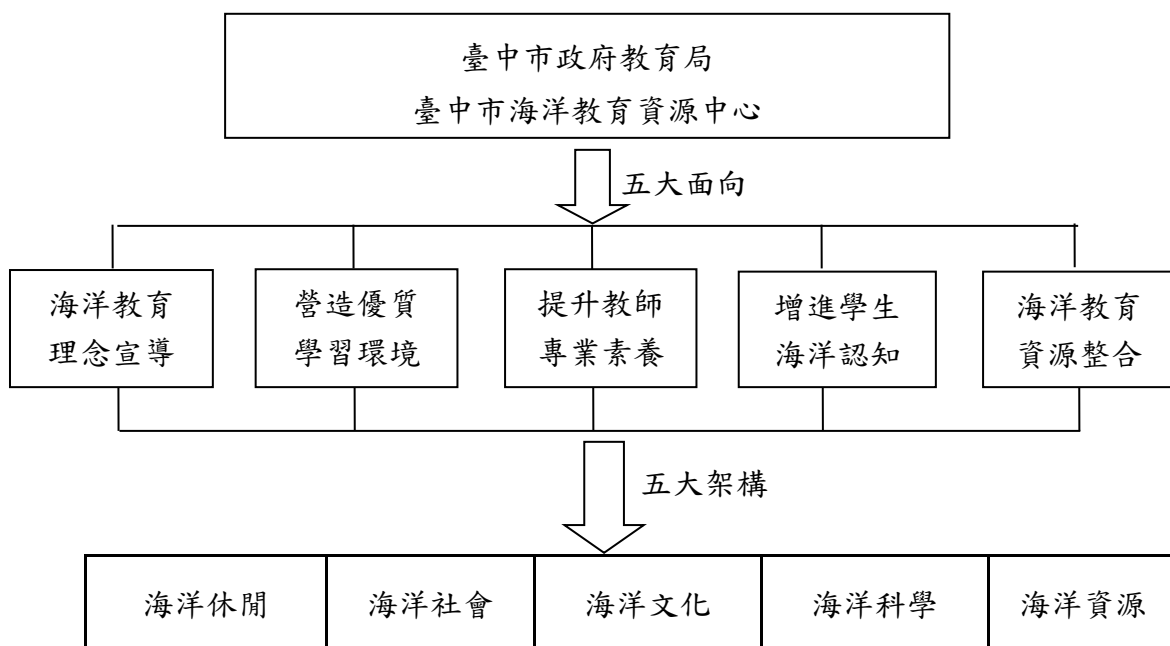 臺中市政府教育局
臺中市海洋教育資源中心
五大面向
海洋教育
理念宣導
營造優質
學習環境
提升教師
專業素養
增進學生
海洋認知
海洋教育
資源整合
五大架構
海洋休閒
海洋社會
海洋文化
海洋科學
海洋資源